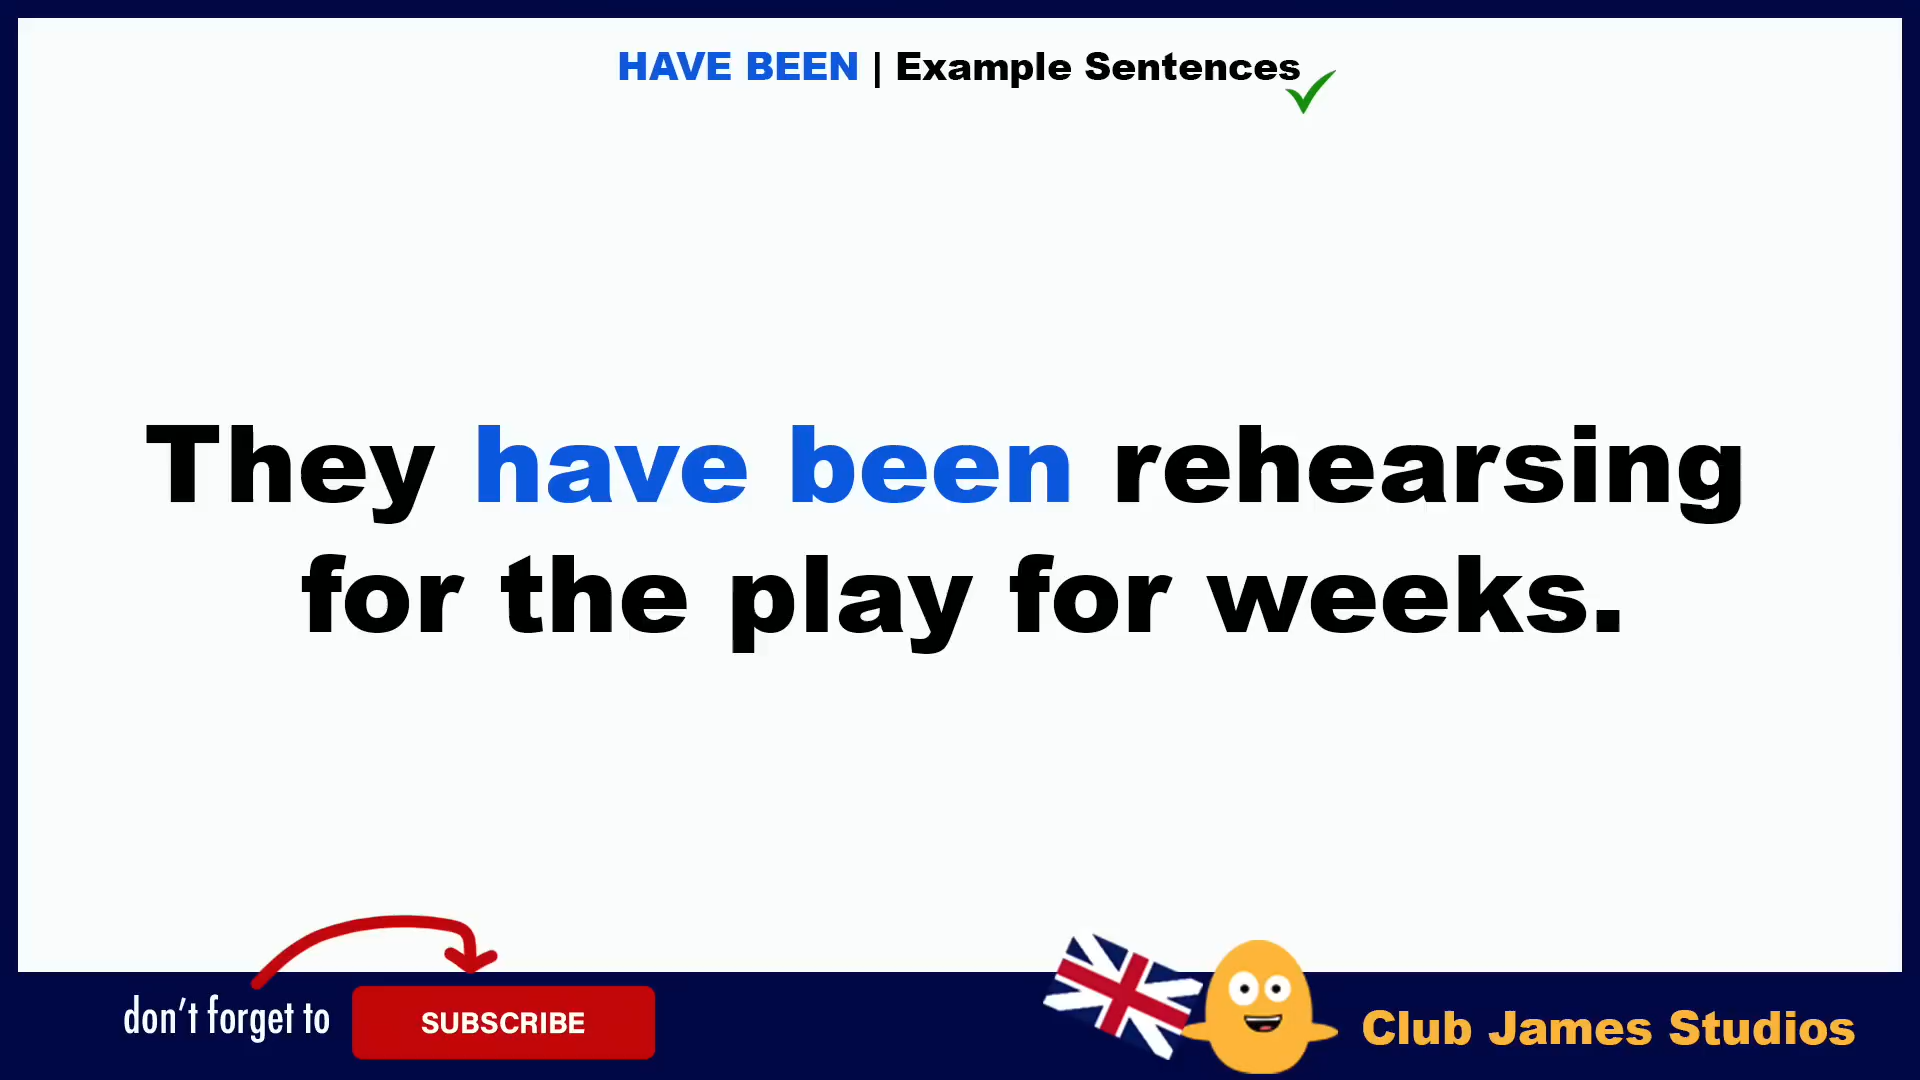 HAVE BEEN | Example Sentences
They have been rehearsing
for the play for weeks.
don't forget to
SUBSCRIBE
Club James Studios